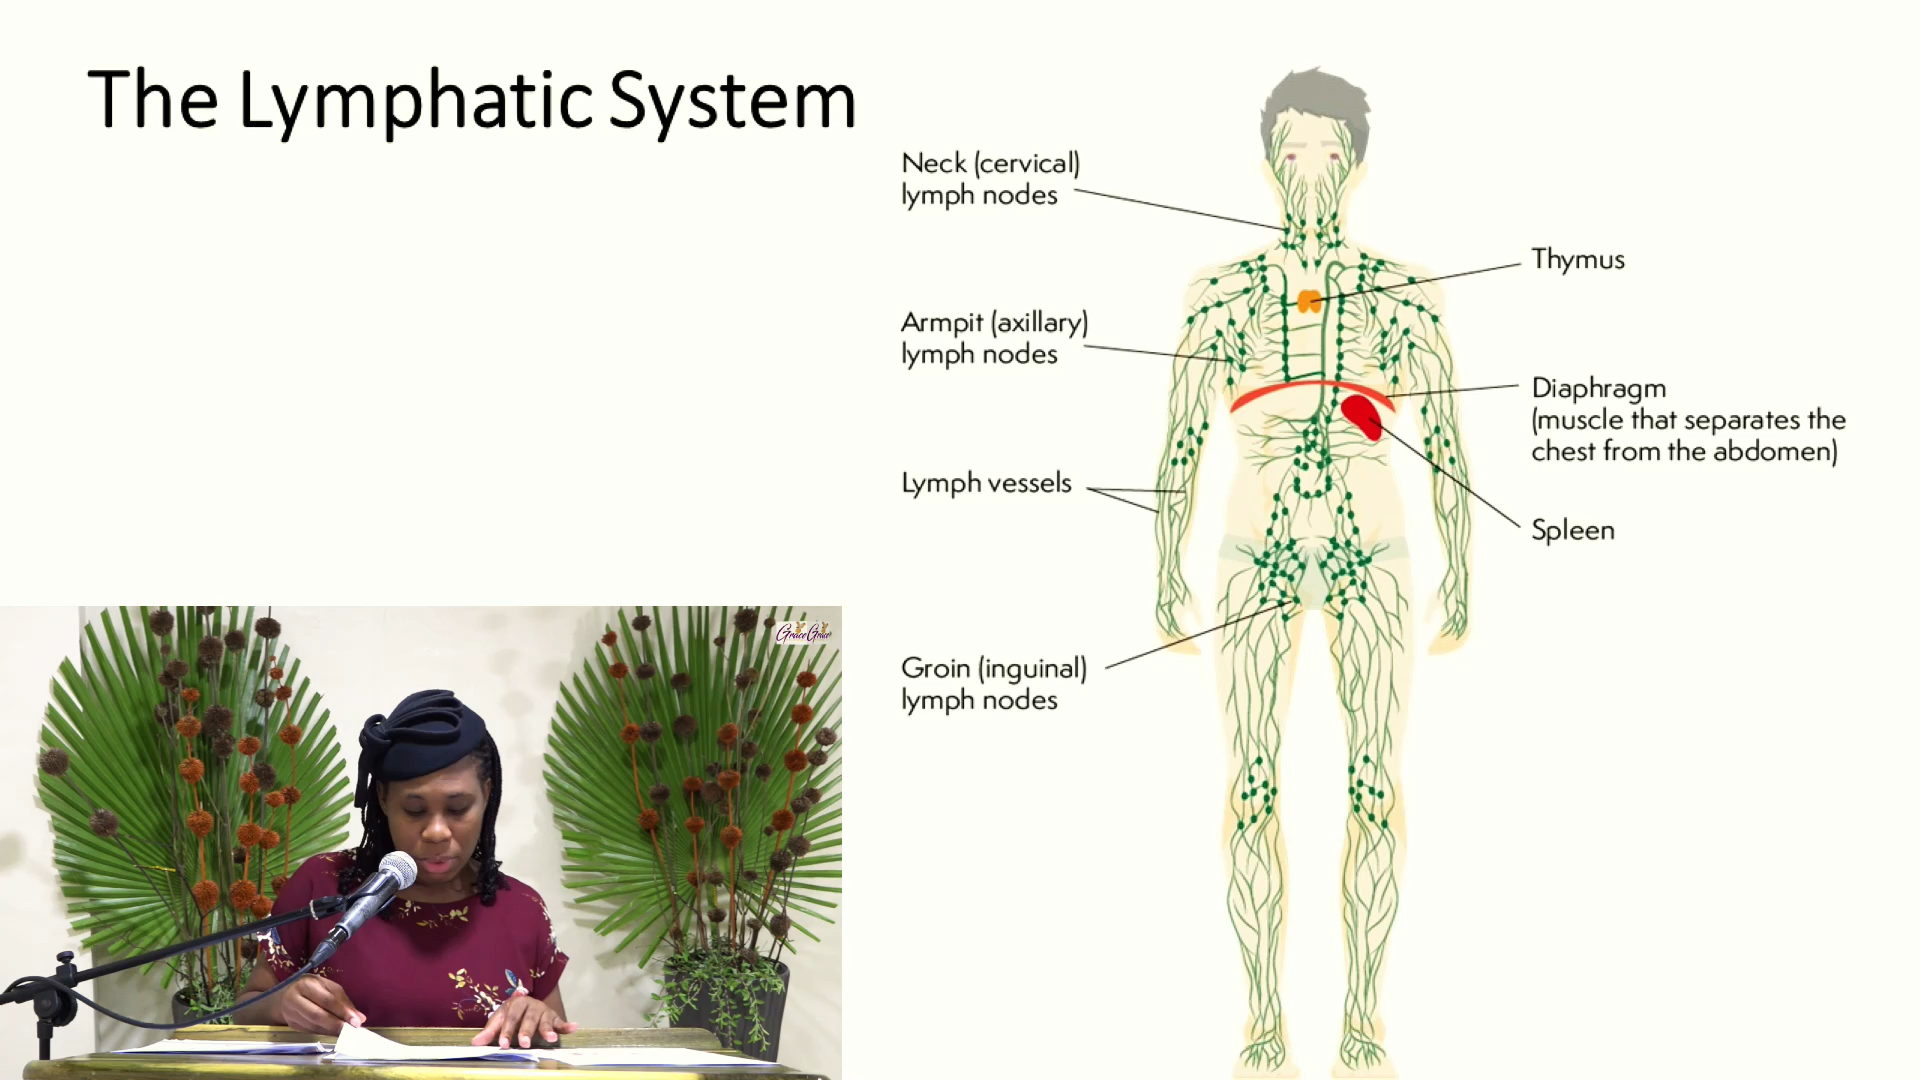 The Lymphatic System
Neck (cervical)
lymph nodes
Thymus
Armpit (axillary)
lymph nodes
Diaphragm
(muscle that separates the
chest from the abdomen)
Lymph vessels
Spleen
Groin (inguinal)
lymph nodes